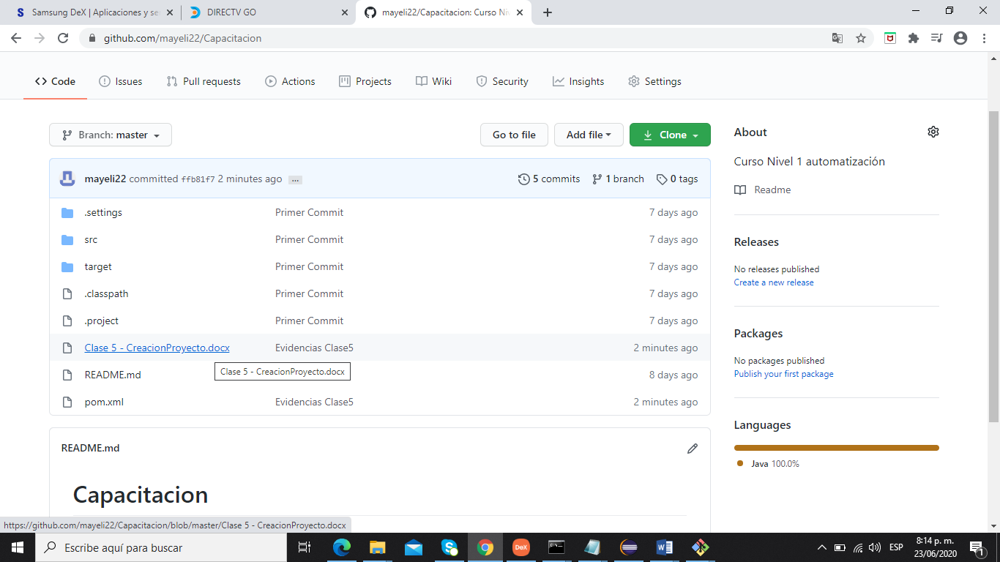 Samsung DeX | Aplicaciones y se
DIRECTV GO
mayeli22/Capacitacion: Curso Niv
github.com/mayeli22/Capacitacion
Code
Issues
Pull requests
Actions
Projects
Wiki
Security
Insights
Settings
Branch: master
Go to file
Add file
Clone
mayeli22 committed ffb81f7 2 minutes ago ...
5 commits
1 branch
0 tags
.settings Primer Commit 7 days ago
src Primer Commit 7 days ago
target Primer Commit 7 days ago
.classpath Primer Commit 7 days ago
.project Primer Commit 7 days ago
Clase 5 - CreacionProyecto.docx Evidencias Clase5 2 minutes ago
Clase 5 - CreacionProyecto.docx
README.md 8 days ago
pom.xml Evidencias Clase5 2 minutes ago
README.md
Capacitacion
About
Curso Nivel 1 automatización
Readme
Releases
No releases published
Create a new release
Packages
No packages published
Publish your first package
Languages
Java 100.0%
https://github.com/mayeli22/Capacitacion/blob/master/Clase 5 - CreacionProyecto.docx
Escribe aquí para buscar
DeX
ESP
8:14 p. m.
23/06/2020
1